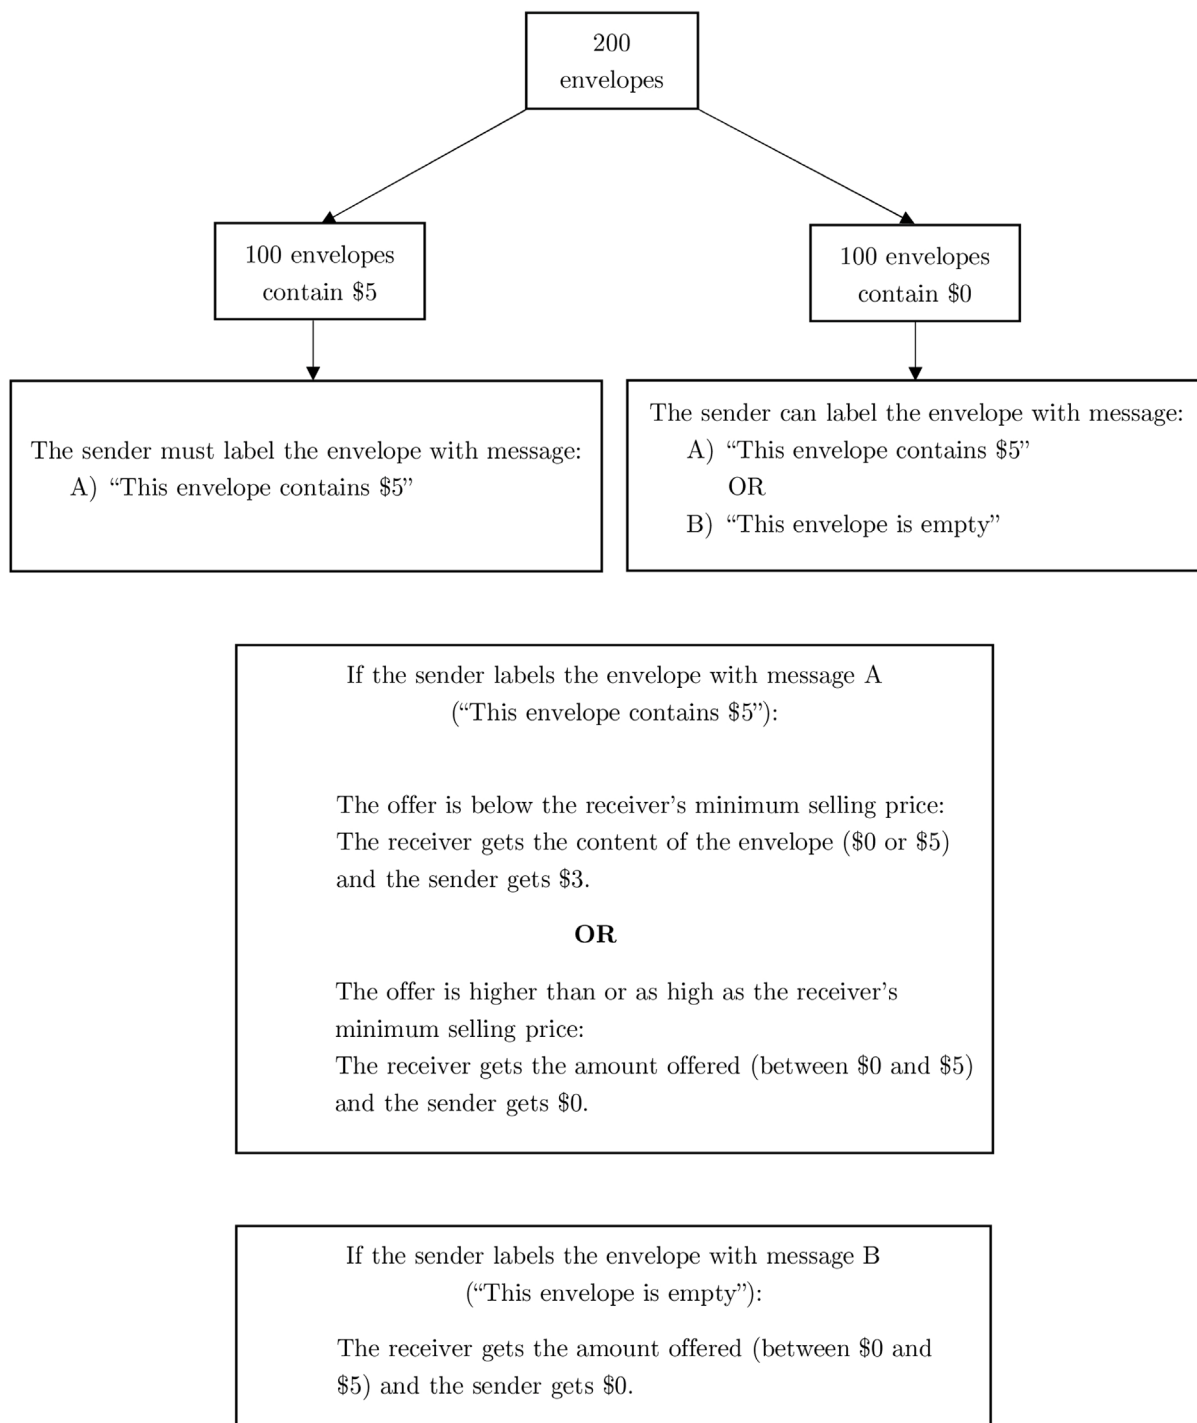 200
envelopes
100 envelopes
contain $5
100 envelopes
contain $0
The sender must label the envelope with message:
A) “This envelope contains $5”
The sender can label the envelope with message:
A) “This envelope contains $5”
OR
B) “This envelope is empty”
If the sender labels the envelope with message A
(“This envelope contains $5”):
The offer is below the receiver’s minimum selling price:
The receiver gets the content of the envelope ($0 or $5)
and the sender gets $3.
OR
The offer is higher than or as high as the receiver’s
minimum selling price:
The receiver gets the amount offered (between $0 and $5)
and the sender gets $0.
If the sender labels the envelope with message B
(“This envelope is empty”):
The receiver gets the amount offered (between $0 and
$5) and the sender gets $0.